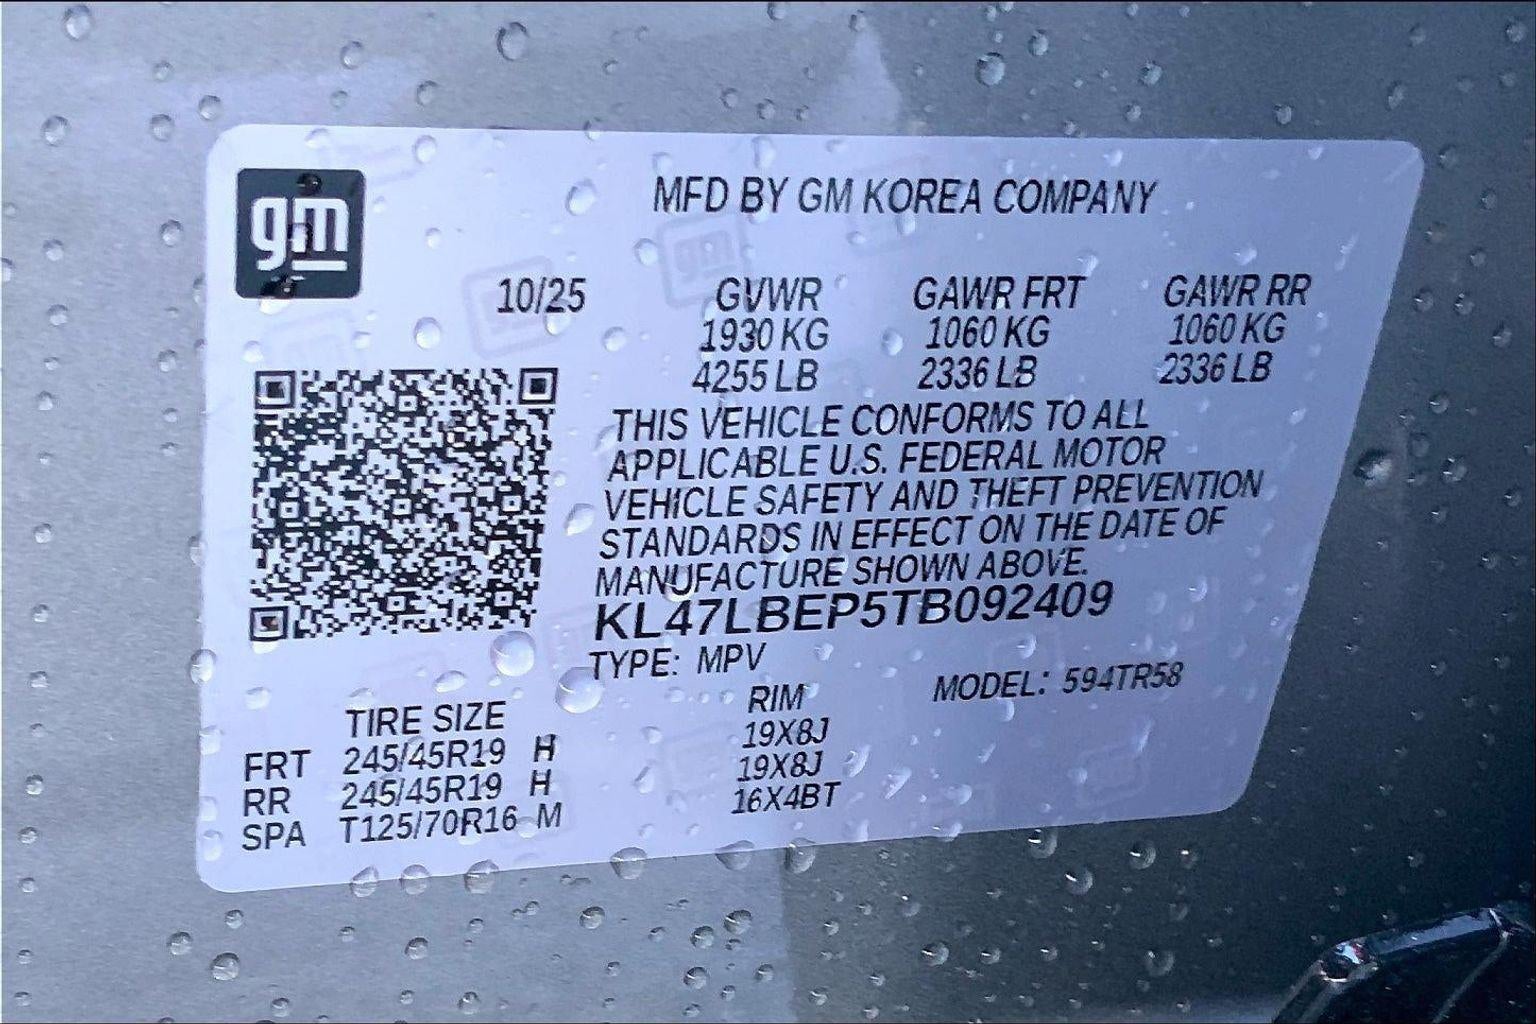 gm
MFD BY GM KOREA COMPANY
10/25 GVWR GAWR FRT GAWR RR
1930 KG 1060 KG 1060 KG
4255 LB 2336 LB 2336 LB
THIS VEHICLE CONFORMS TO ALL
APPLICABLE U.S. FEDERAL MOTOR
VEHICLE SAFETY AND THEFT PREVENTION
STANDARDS IN EFFECT ON THE DATE OF
MANUFACTURE SHOWN ABOVE.
KL47LBEP5TB092409
TYPE: MPV MODEL: 594TR58
TIRE SIZE RIM
FRT 245/45R19 H 19X8J
RR 245/45R19 H 19X8J
SPA T125/70R16 M 16X4BT